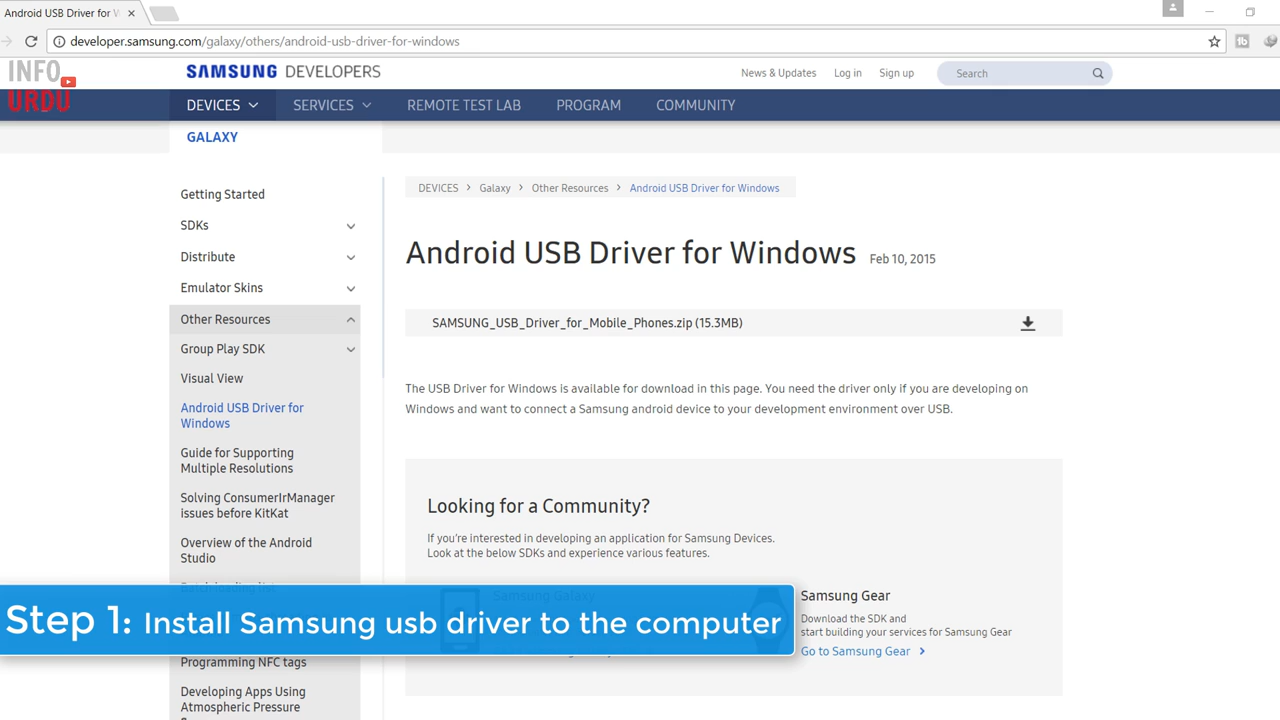 Android USB Driver for W
developer.samsung.com/galaxy/others/android-usb-driver-for-windows
INFO
URDU
SAMSUNG DEVELOPERS
News & Updates
Log in
Sign up
Search
DEVICES
SERVICES
REMOTE TEST LAB
PROGRAM
COMMUNITY
GALAXY
Getting Started
SDKs
Distribute
Emulator Skins
Other Resources
Group Play SDK
Visual View
Android USB Driver for
Windows
Guide for Supporting
Multiple Resolutions
Solving ConsumerIrManager
issues before KitKat
Overview of the Android
Studio
Programming NFC tags
Developing Apps Using
Atmospheric Pressure
DEVICES > Galaxy > Other Resources > Android USB Driver for Windows
Android USB Driver for Windows Feb 10, 2015
SAMSUNG_USB_Driver_for_Mobile_Phones.zip (15.3MB)
The USB Driver for Windows is available for download in this page. You need the driver only if you are developing on
Windows and want to connect a Samsung android device to your development environment over USB.
Looking for a Community?
If you're interested in developing an application for Samsung Devices.
Look at the below SDKs and experience various features.
Samsung Galaxy
Samsung Gear
Download the SDK and
start building your services for Samsung Gear
Go to Samsung Gear >
Step 1: Install Samsung usb driver to the computer